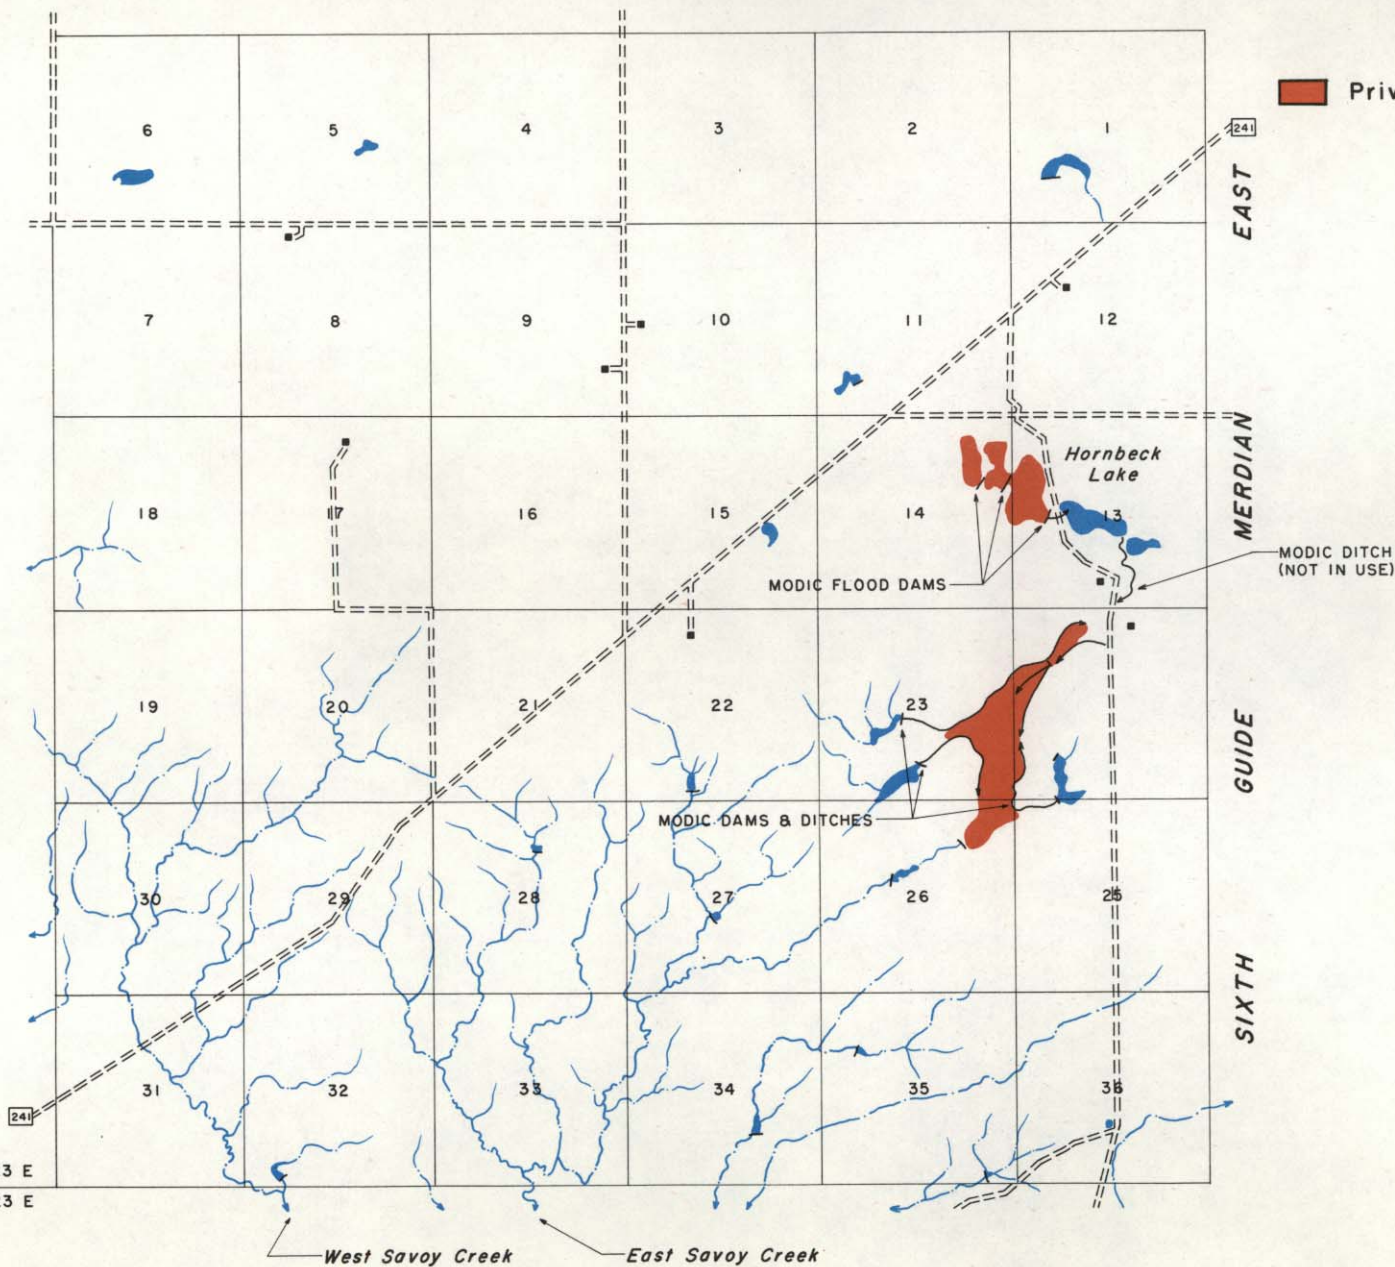 Priv
6 5 4 3 2 1
241
EAST
7 8 9 10 11 12
MERDIAN
Hornbeck
Lake
18 17 16 15 14 13
MODIC DITCH
(NOT IN USE)
MODIC FLOOD DAMS
19 20 21 22 23
GUIDE
MODIC DAMS & DITCHES
30 29 28 27 26 25
SIXTH
31 32 33 34 35 36
241
3 E
3 E
West Savoy Creek
East Savoy Creek